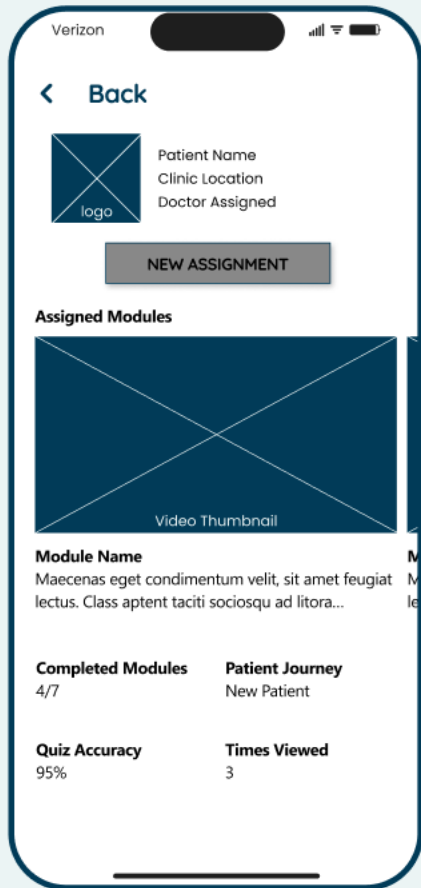 Verizon
Back
logo
Patient Name
Clinic Location
Doctor Assigned
NEW ASSIGNMENT
Assigned Modules
Video Thumbnail
Module Name
Maecenas eget condimentum velit, sit amet feugiat
lectus. Class aptent taciti sociosqu ad litora...
M
M
le
Completed Modules
4/7
Patient Journey
New Patient
Quiz Accuracy
95%
Times Viewed
3